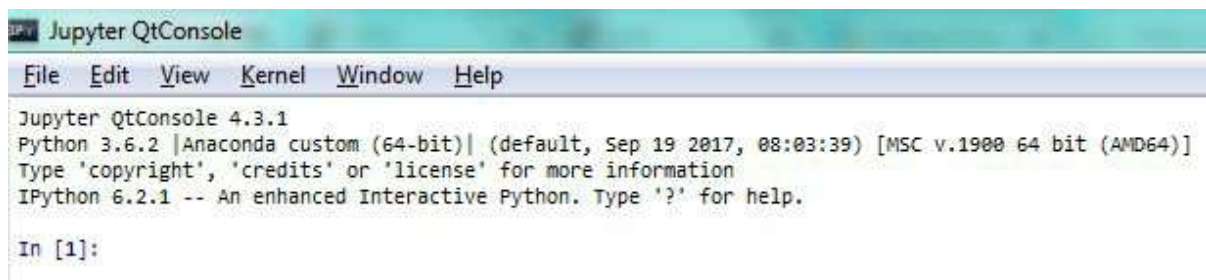 Jupyter QtConsole
File Edit View Kernel Window Help
Jupyter QtConsole 4.3.1
Python 3.6.2 |Anaconda custom (64-bit)| (default, Sep 19 2017, 08:03:39) [MSC v.1900 64 bit (AMD64)]
Type 'copyright', 'credits' or 'license' for more information
IPython 6.2.1 -- An enhanced Interactive Python. Type '?' for help.
In [1]: